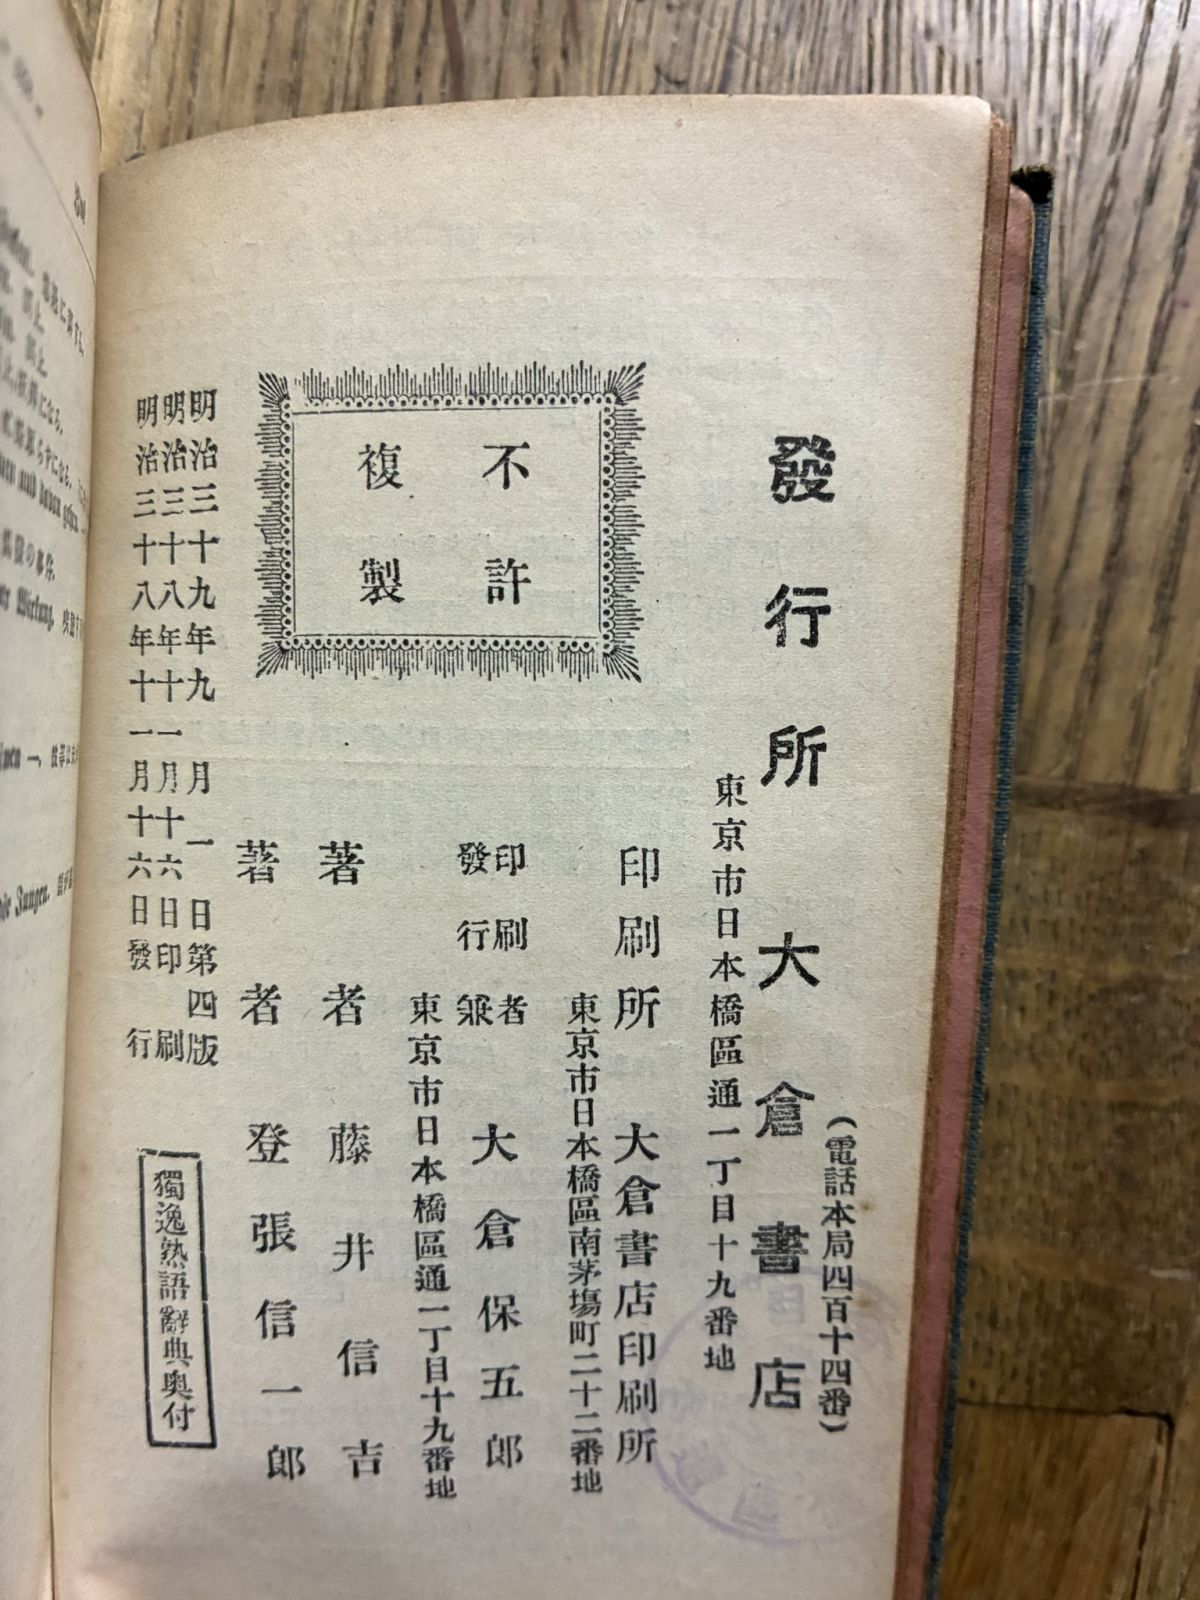 明治三十八年十一月十六日發行
明治三十八年十一月十六日印刷
明治三十九年九月一日第四版
獨逸熟語辭典奥付
不許
複製
著者 登張信一郎
著者 藤井信吉
東京市日本橋區通一丁目十九番地
發行兼
印刷者
大倉保五郎
東京市日本橋區南茅場町二十二番地
印刷所 大倉書店印刷所
東京市日本橋區通一丁目十九番地
發行所 大倉書店
（電話本局四百十四番）